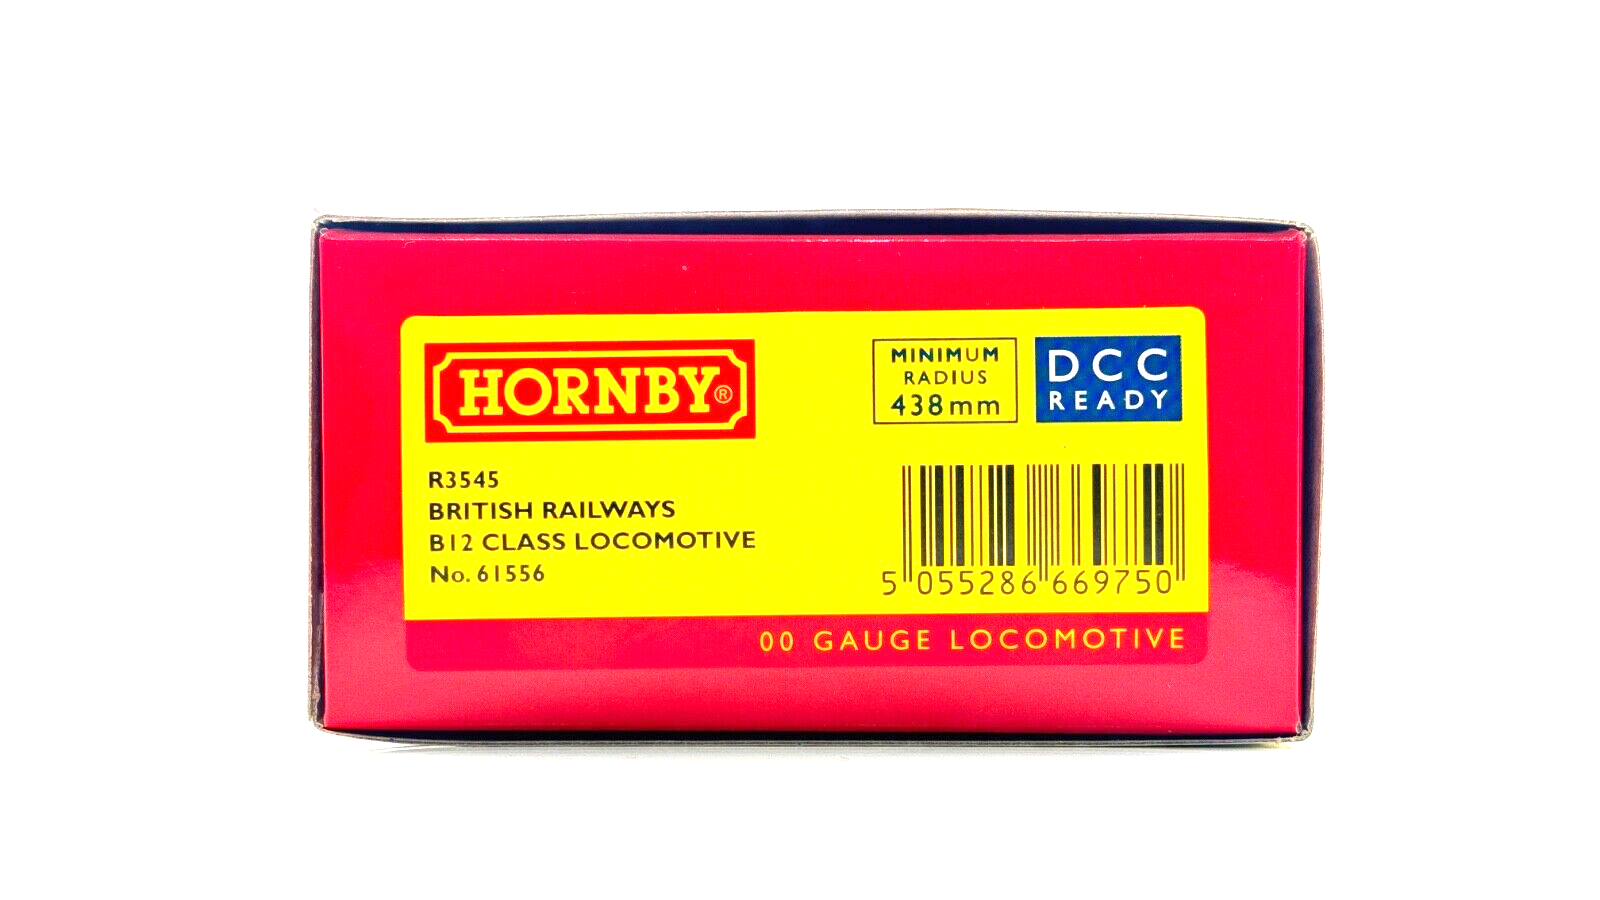 HORNBY®
MINIMUM
RADIUS
438mm
DCC
READY
R3545
BRITISH RAILWAYS
B12 CLASS LOCOMOTIVE
No. 61556
5 055286 669750
00 GAUGE LOCOMOTIVE